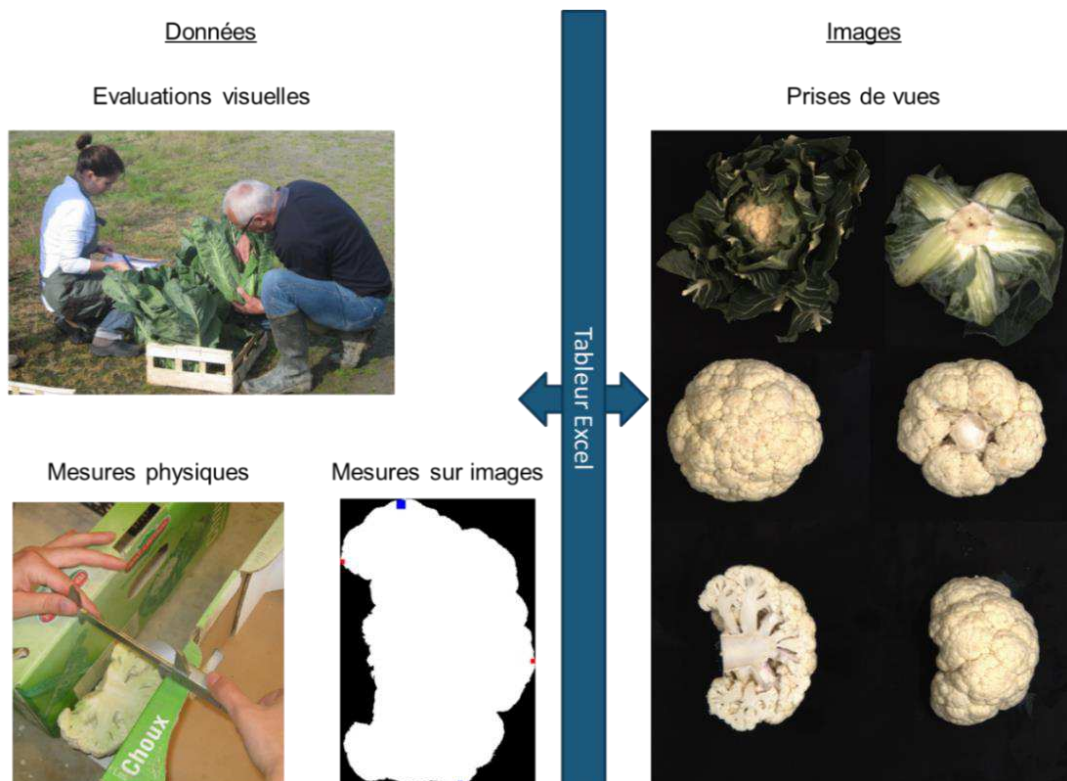 Données
Images
Evaluations visuelles
Prises de vues
Tableur Excel
Mesures physiques
Mesures sur images
Choux